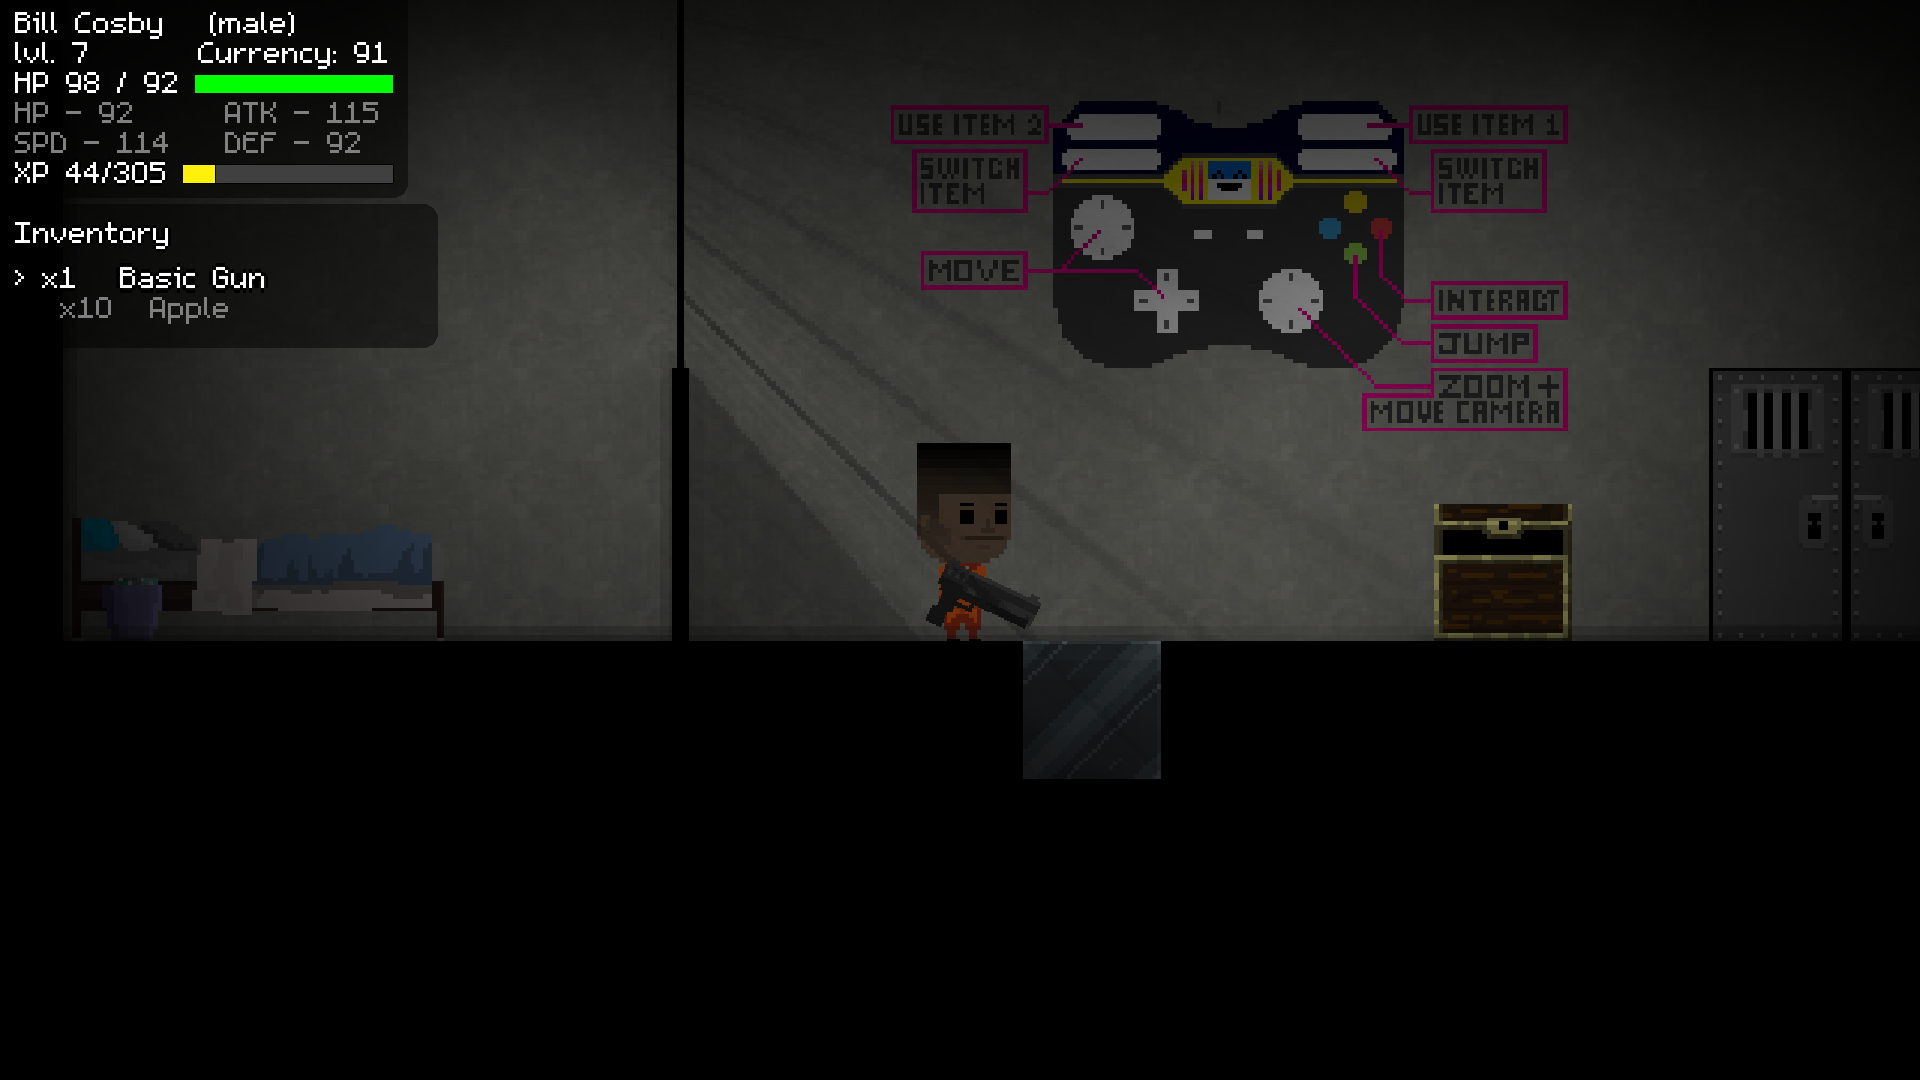 Bill Cosby (male)
lvl. 7 Currency: 91
HP 98 / 92
HP - 92 ATK - 115
SPD - 114 DEF - 92
XP 44/305
Inventory
> x1 Basic Gun
x10 Apple
USE ITEM 2
USE ITEM 1
SWITCH
ITEM
SWITCH
ITEM
MOVE
INTERACT
JUMP
ZOOM +
MOVE CAMERA